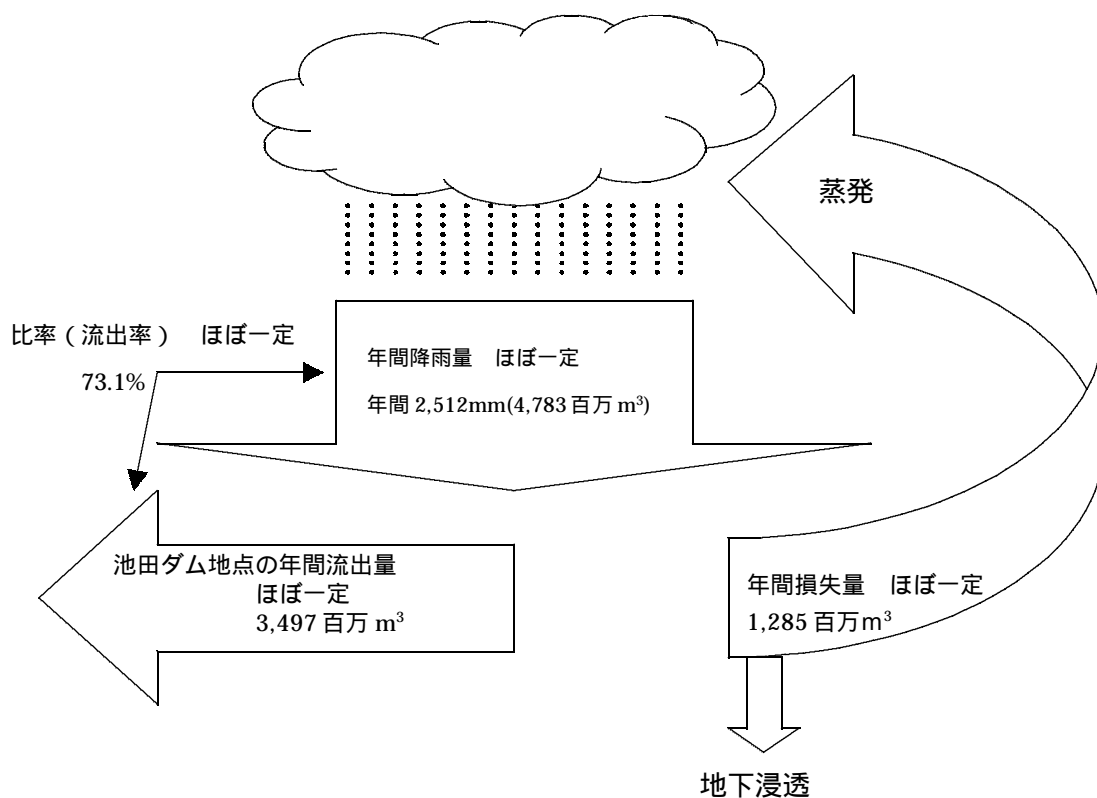 蒸発
比率（流出率）　ほぼ一定
73.1%
年間降雨量　ほぼ一定
年間 2,512mm(4,783 百万 m³)
池田ダム地点の年間流出量
ほぼ一定
3,497 百万 m³
年間損失量　ほぼ一定
1,285 百万m³
地下浸透